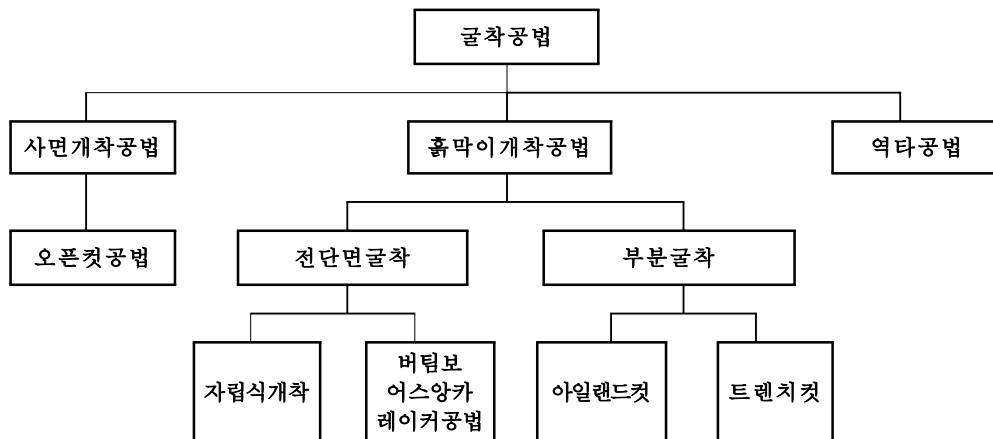 굴착공법
사면개착공법
흙막이개착공법
역타공법
오픈컷공법
전단면굴착
부분굴착
자립식개착
버팀보
어스앙카
레이커공법
아일랜드컷
트렌치컷